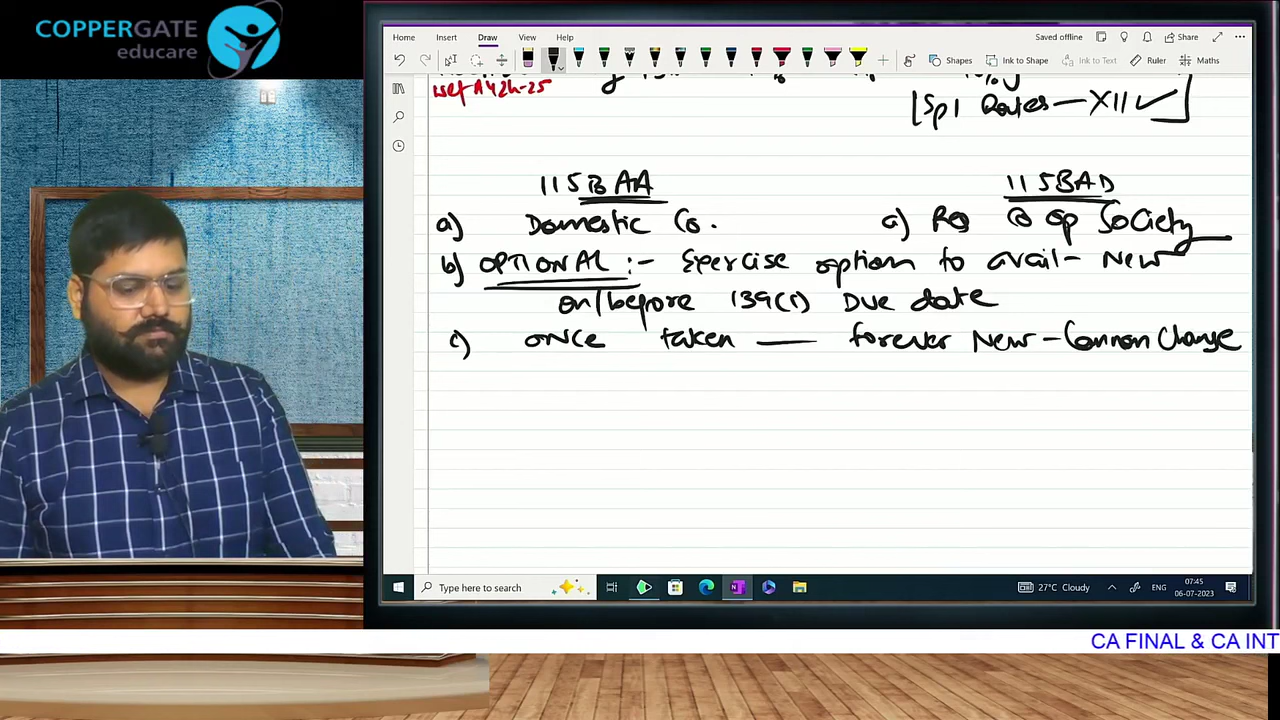 COPPERGATE
educare
Home Insert Draw View Help
Saved offline Share
Shapes Ink to Shape Ink to Text Ruler Maths
wef AY 24-25
[Spl Rates — XII ✓]
115BAA 115BAD
a) Domestic Co. a) Res Co op Society
b) OPTIONAL :- Exercise option to avail - New
on/before 139(1) Due date
c) once taken — forever New - Cannon Change
Type here to search
27°C Cloudy ENG 07:45
06-07-2023
CA FINAL & CA INT